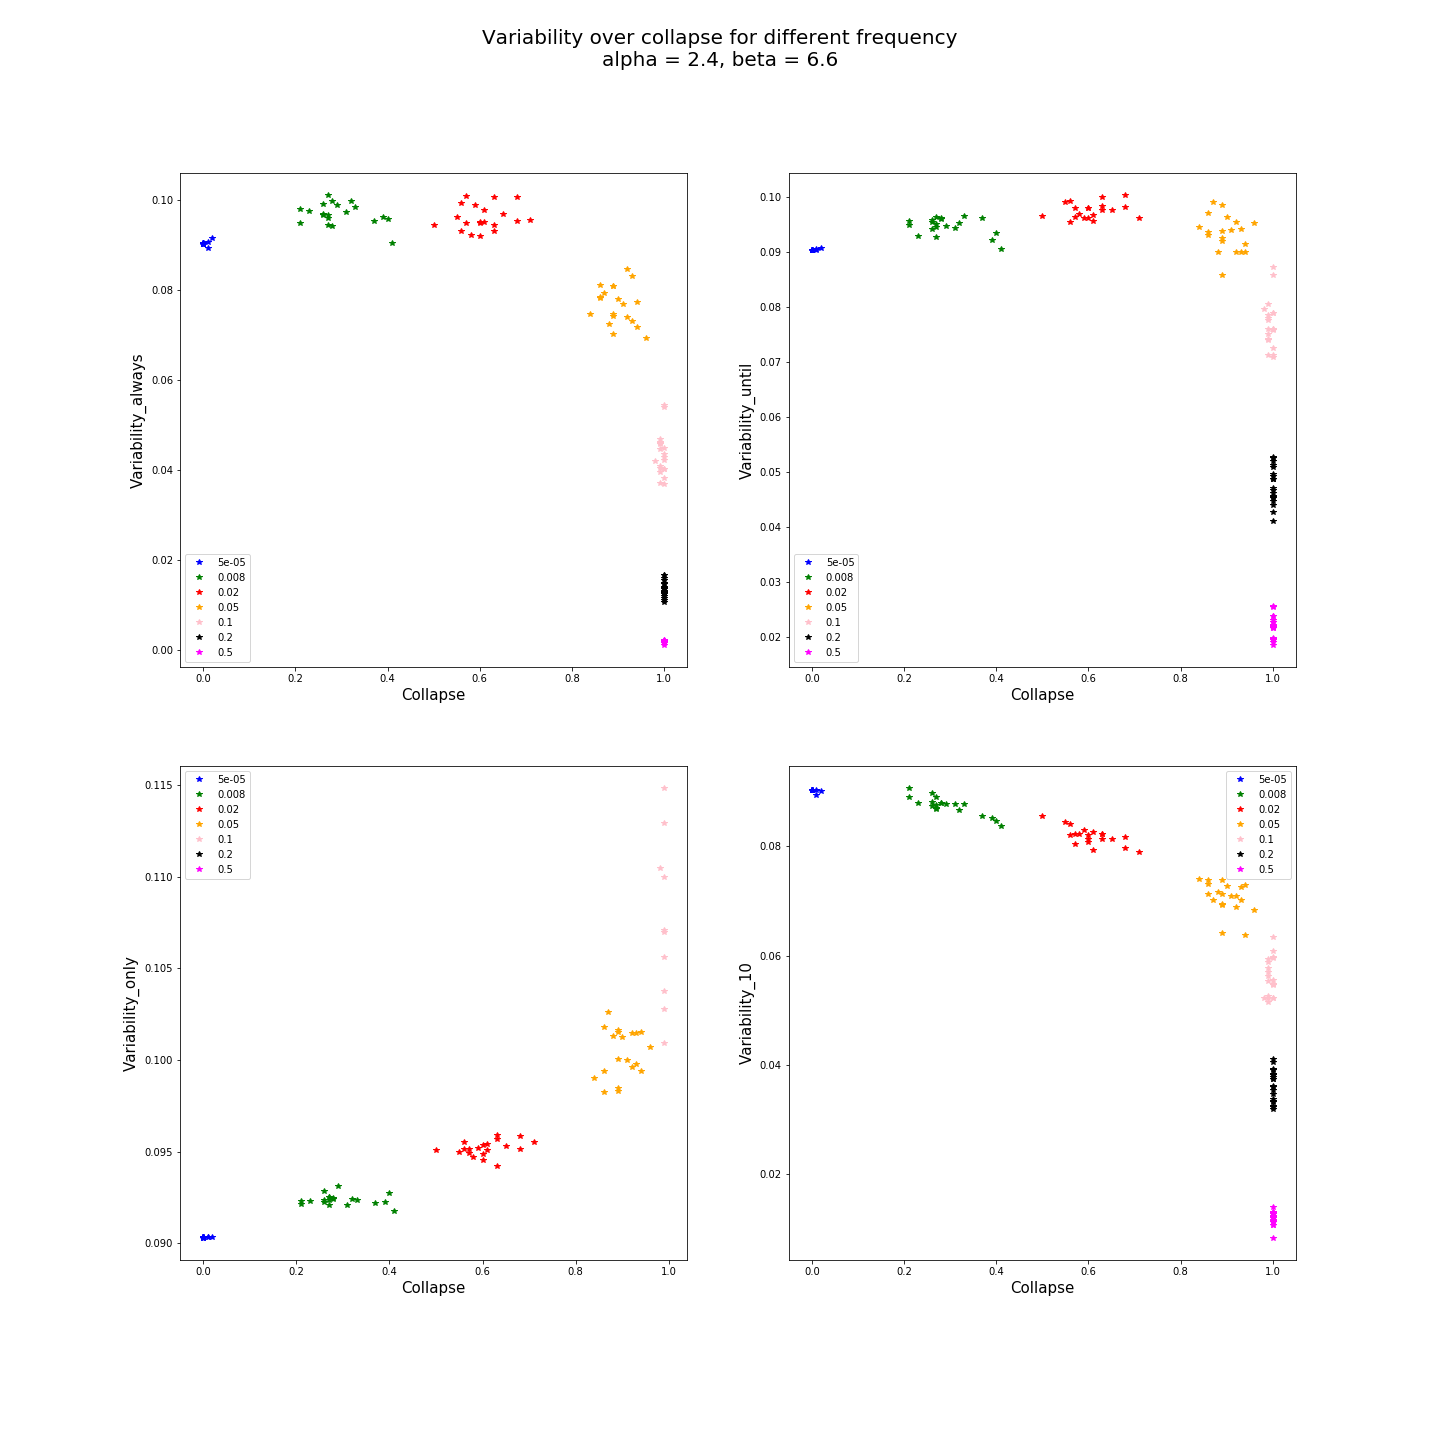 Variability over collapse for different frequency
alpha = 2.4, beta = 6.6
0.10
0.08
0.06
0.04
0.02
0.00
Variability_always
5e-05
0.008
0.02
0.05
0.1
0.2
0.5
0.0 0.2 0.4 0.6 0.8 1.0
Collapse
0.10
0.09
0.08
0.07
0.06
0.05
0.04
0.03
0.02
Variability_until
5e-05
0.008
0.02
0.05
0.1
0.2
0.5
0.0 0.2 0.4 0.6 0.8 1.0
Collapse
0.115
0.110
0.105
0.100
0.095
0.090
Variability_only
5e-05
0.008
0.02
0.05
0.1
0.2
0.5
0.0 0.2 0.4 0.6 0.8 1.0
Collapse
0.08
0.06
0.04
0.02
Variability_10
5e-05
0.008
0.02
0.05
0.1
0.2
0.5
0.0 0.2 0.4 0.6 0.8 1.0
Collapse